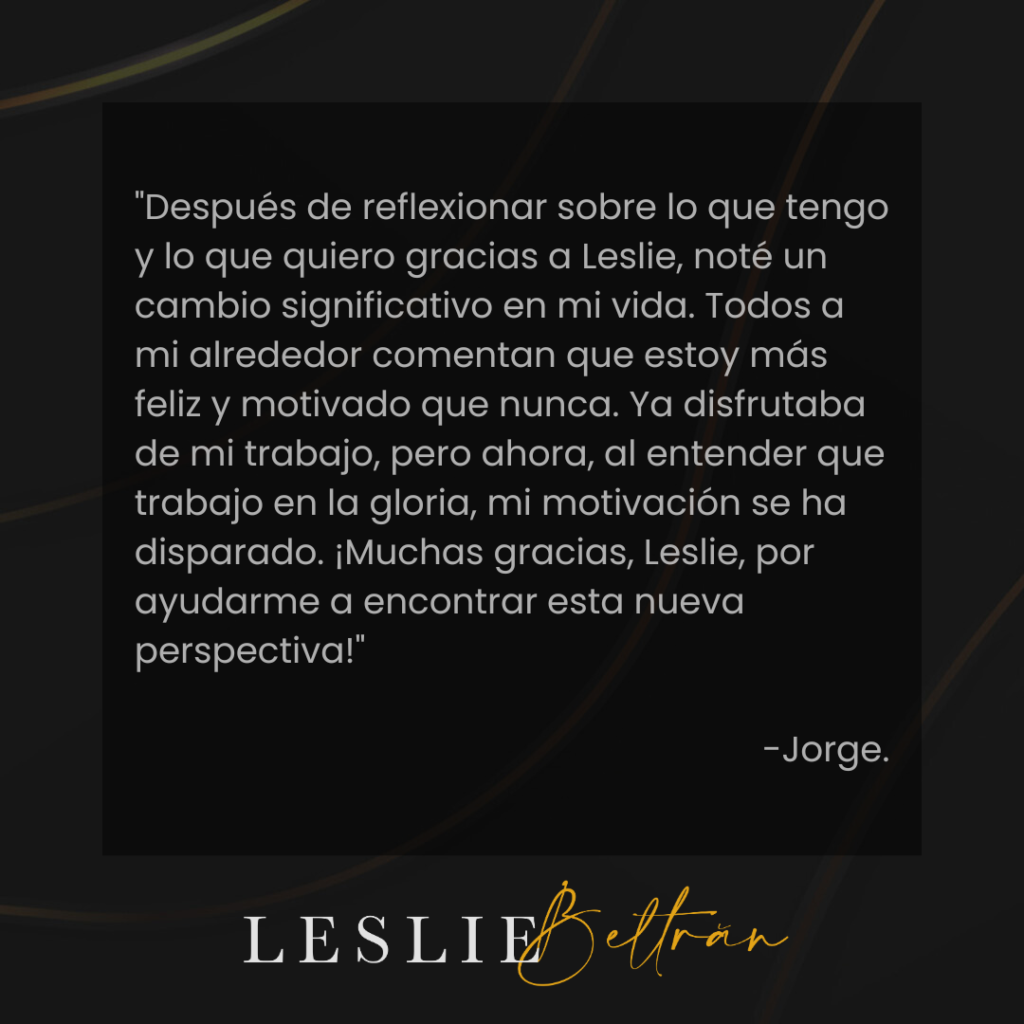 "Después de reflexionar sobre lo que tengo
y lo que quiero gracias a Leslie, noté un
cambio significativo en mi vida. Todos a
mi alrededor comentan que estoy más
feliz y motivado que nunca. Ya disfrutaba
de mi trabajo, pero ahora, al entender que
trabajo en la gloria, mi motivación se ha
disparado. ¡Muchas gracias, Leslie, por
ayudarme a encontrar esta nueva
perspectiva!"
-Jorge.
LESLIE Beltrán